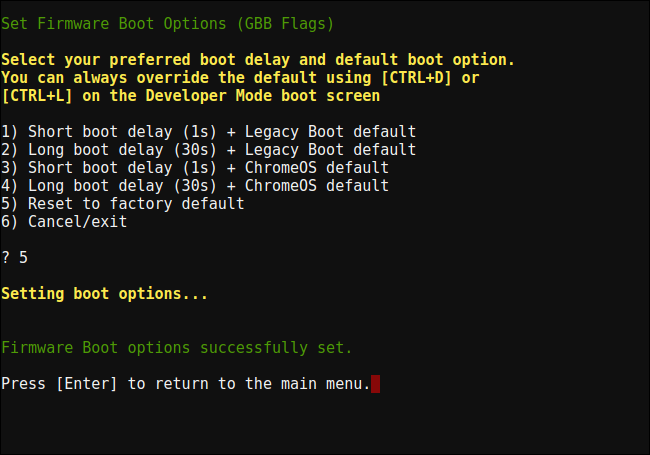 Set Firmware Boot Options (GBB Flags)
Select your preferred boot delay and default boot option.
You can always override the default using [CTRL+D] or
[CTRL+L] on the Developer Mode boot screen
1) Short boot delay (1s) + Legacy Boot default
2) Long boot delay (30s) + Legacy Boot default
3) Short boot delay (1s) + ChromeOS default
4) Long boot delay (30s) + ChromeOS default
5) Reset to factory default
6) Cancel/exit
? 5
Setting boot options...
Firmware Boot options successfully set.
Press [Enter] to return to the main menu.